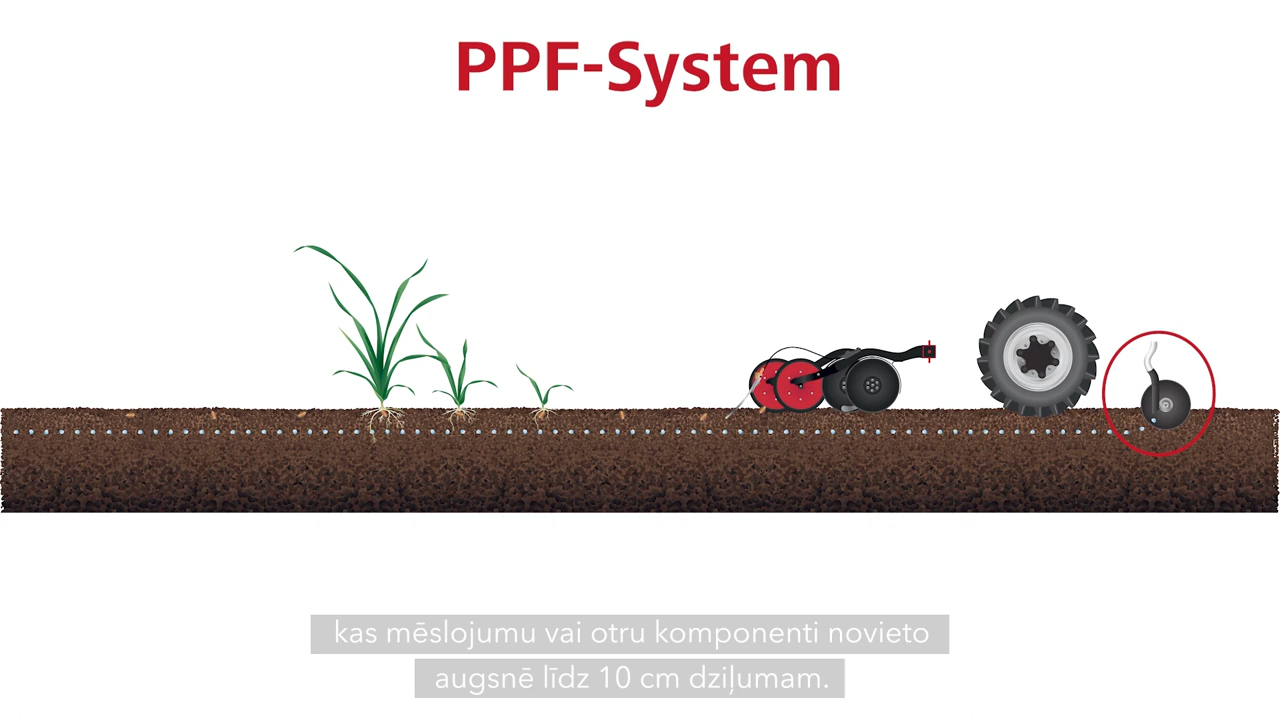 PPF-System
kas mēslojumu vai otru komponenti novieto
augsnē līdz 10 cm dziļumam.